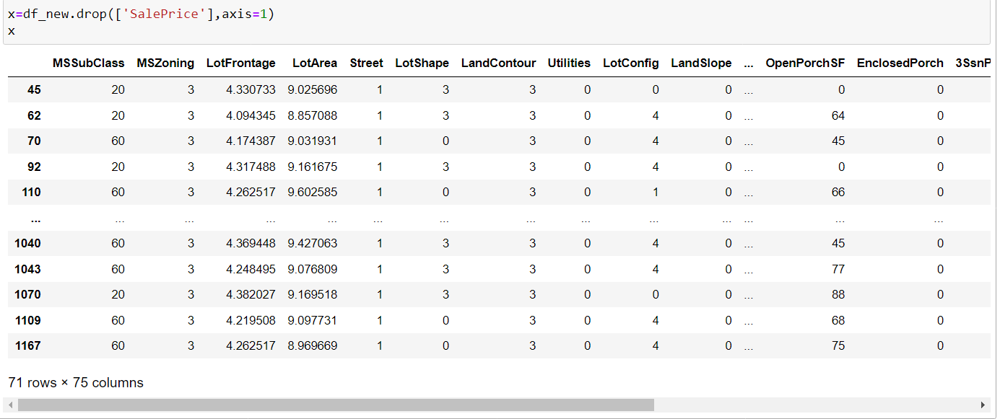 x=df_new.drop(['SalePrice'],axis=1)
x
MSSubClass MSZoning LotFrontage LotArea Street LotShape LandContour Utilities LotConfig LandSlope ... OpenPorchSF EnclosedPorch 3SsnP
45 20 3 4.330733 9.025696 1 3 3 0 0 0 ... 0 0
62 20 3 4.094345 8.857088 1 3 3 0 4 0 ... 64 0
70 60 3 4.174387 9.031931 1 0 3 0 4 0 ... 45 0
92 20 3 4.317488 9.161675 1 3 3 0 4 0 ... 0 0
110 60 3 4.262517 9.602585 1 0 3 0 1 0 ... 66 0
... ... ... ... ... ... ... ... ... ... ... ... ... ...
1040 60 3 4.369448 9.427063 1 3 3 0 4 0 ... 45 0
1043 60 3 4.248495 9.076809 1 3 3 0 4 0 ... 77 0
1070 20 3 4.382027 9.169518 1 3 3 0 0 0 ... 88 0
1109 60 3 4.219508 9.097731 1 0 3 0 4 0 ... 68 0
1167 60 3 4.262517 8.969669 1 0 3 0 4 0 ... 75 0
71 rows × 75 columns